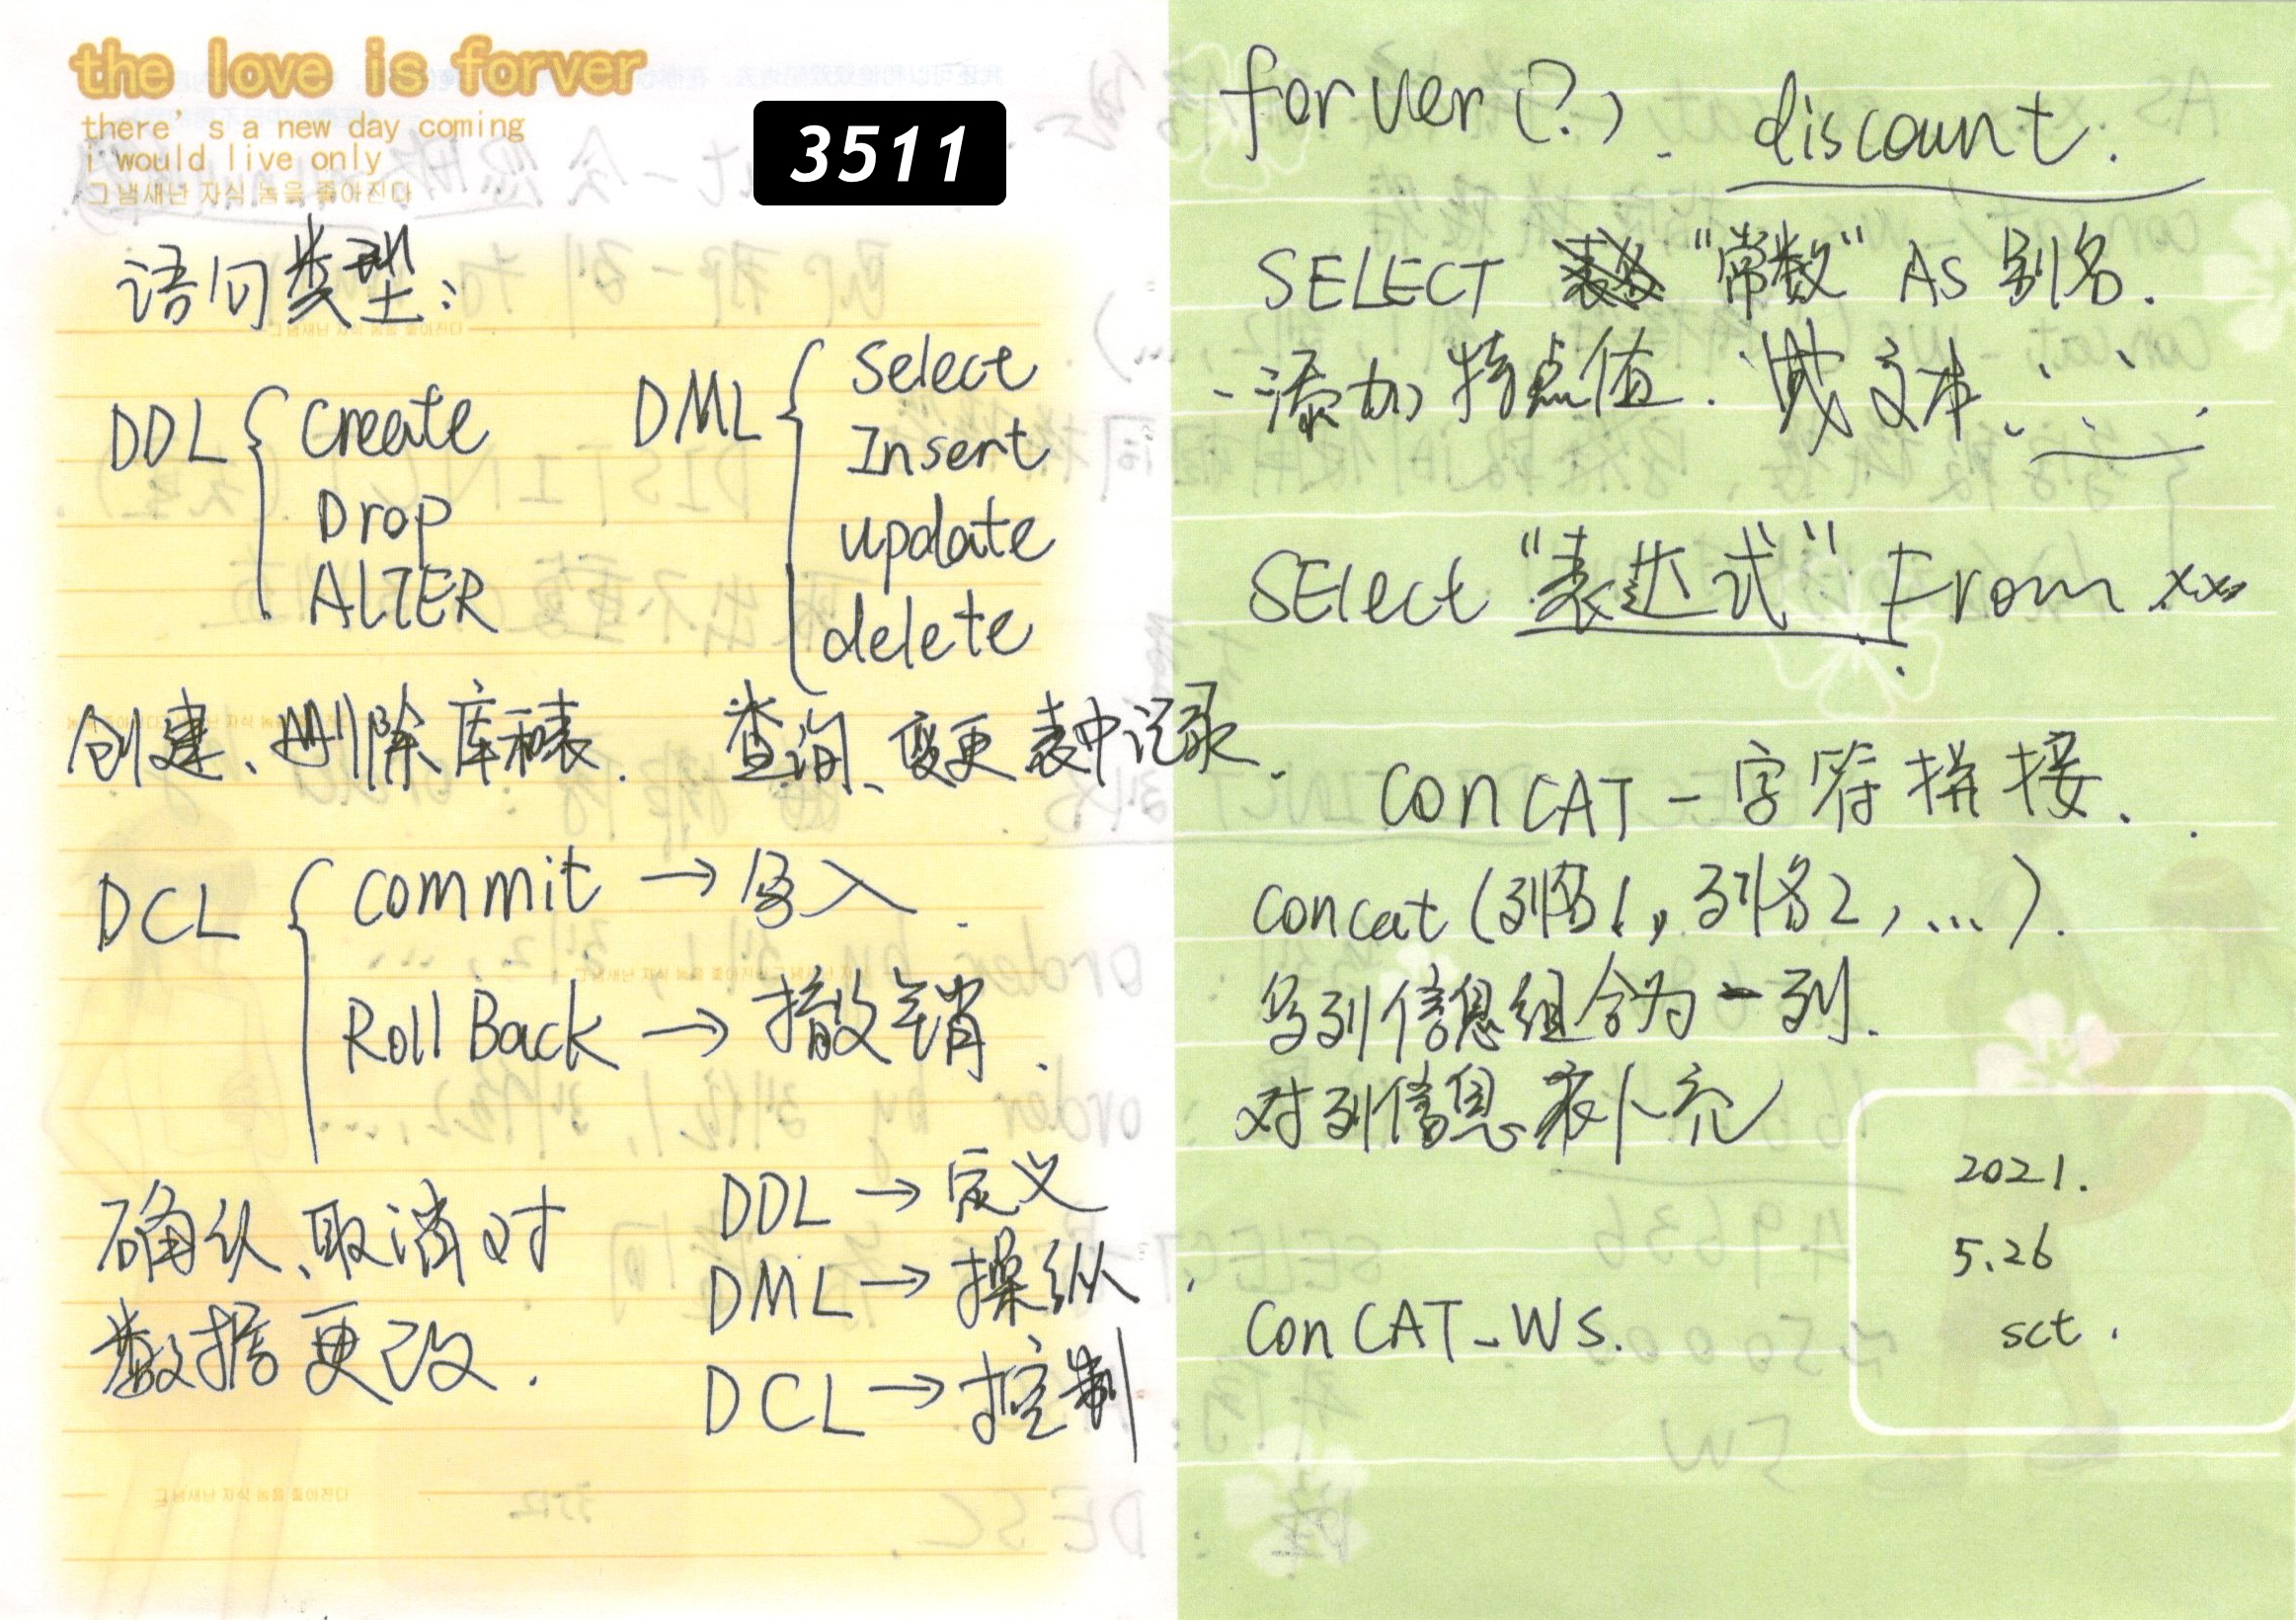 the love is forver
there's a new day coming
i would live only
그 냄새난 자식 놈을 좋아진다
3511
语句类型:
DDL { Create
Drop
ALTER
DML { Select
Insert
update
delete
创建、删除库和表.
查询、变更表中记录.
DCL { commit → 写入.
Roll Back → 撤销.
确认、取消对
数据更改.
DDL → 定义
DML → 操纵
DCL → 控制
forver(?). discount.
SELECT "常数" AS 别名.
-添加特点值.或文本.
SElect "表达式" From xxx
conCAT - 字符拼接.
concat(列名1, 列名2, ...).
多列信息组合为一列.
对列信息 补充
ConCAT_Ws.
2021.
5.26
sct.